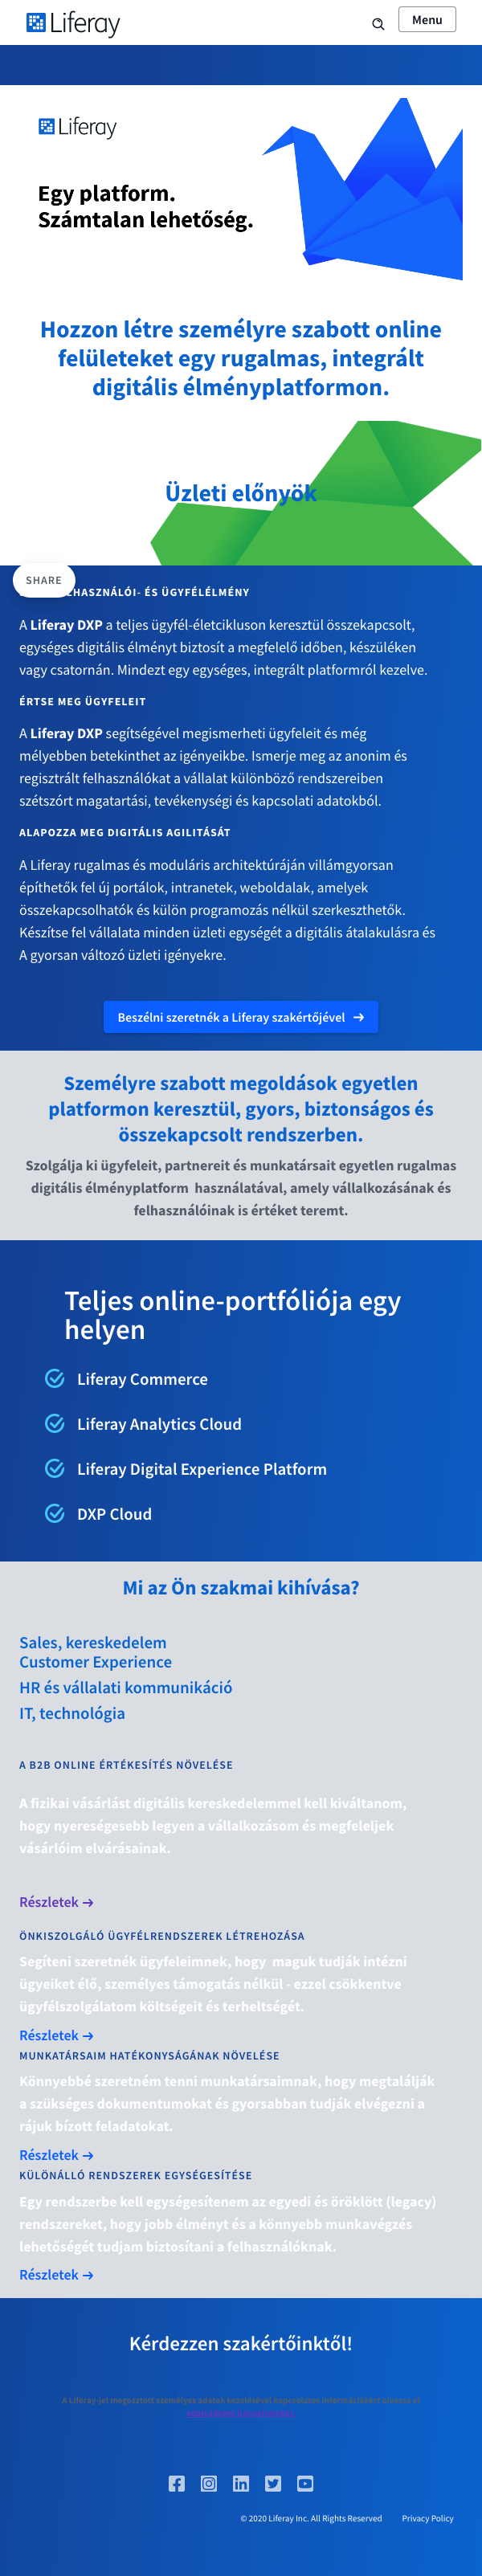 Liferay
Menu
Liferay
Egy platform.
Számtalan lehetőség.
Hozzon létre személyre szabott online
felületeket egy rugalmas, integrált
digitális élményplatformon.
Üzleti előnyök
SHARE
ÜGYFÉLÉLMÉNY
A Liferay DXP a teljes ügyfél-életcikluson keresztül összekapcsolt,
egységes digitális élményt biztosít a megfelelő időben, készüléken
vagy csatornán. Mindezt egy egységes, integrált platformról kezelve.
ÉRTSE MEG ÜGYFELEIT
A Liferay DXP segítségével megismerheti ügyfeleit és még
mélyebben betekinthet az igényeikbe. Ismerje meg az anonim és
regisztrált felhasználókat a vállalat különböző rendszereiben
szétszórt magatartási, tevékenységi és kapcsolati adatokból.
ALAPOZZA MEG DIGITÁLIS AGILITÁSÁT
A Liferay rugalmas és moduláris architektúráján villámgyorsan
építhetők fel új portálok, intranetek, weboldalak, amelyek
összekapcsolhatók és külön programozás nélkül szerkeszthetők.
Készítse fel vállalata minden üzleti egységét a digitális átalakulásra és
A gyorsan változó üzleti igényekre.
Beszélni szeretnék a Liferay szakértőjével →
Személyre szabott megoldások egyetlen
platformon keresztül, gyors, biztonságos és
összekapcsolt rendszerben.
Szolgálja ki ügyfeleit, partnereit és munkatársait egyetlen rugalmas
digitális élményplatform használatával, amely vállalkozásának és
felhasználóinak is értéket teremt.
Teljes online-portfóliója egy
helyen
Liferay Commerce
Liferay Analytics Cloud
Liferay Digital Experience Platform
DXP Cloud
Mi az Ön szakmai kihívása?
Sales, kereskedelem
Customer Experience
HR és vállalati kommunikáció
IT, technológia
A B2B ONLINE ÉRTÉKESÍTÉS NÖVELÉSE
A fizikai vásárlást digitális kereskedelemmel kell kiváltanom,
hogy nyereségesebb legyen a vállalkozásom és megfeleljek
vásárlóim elvárásainak.
Részletek →
ÖNKISZOLGÁLÓ ÜGYFÉLRENDSZEREK LÉTREHOZÁSA
Segíteni szeretnék ügyfeleimnek, hogy maguk tudják intézni
ügyeiket élő, személyes támogatás nélkül - ezzel csökkentve
ügyfélszolgálatom költségeit és terheltségét.
Részletek →
MUNKATÁRSAIM HATÉKONYSÁGÁNAK NÖVELÉSE
Könnyebbé szeretném tenni munkatársaimnak, hogy megtalálják
a szükséges dokumentumokat és gyorsabban tudják elvégezni a
rájuk bízott feladatokat.
Részletek →
KÜLÖNÁLLÓ RENDSZEREK EGYSÉGESÍTÉSE
Egy rendszerbe kell egységesítenem az egyedi és öröklött (legacy)
rendszereket, hogy jobb élményt és a könnyebb munkavégzés
lehetőségét tudjam biztosítani a felhasználóknak.
Részletek →
Kérdezzen szakértőinktől!
A Liferay-jel megosztott személyes adatok kezelésével kapcsolatos információkért olvassa el
© 2020 Liferay Inc. All Rights Reserved
Privacy Policy